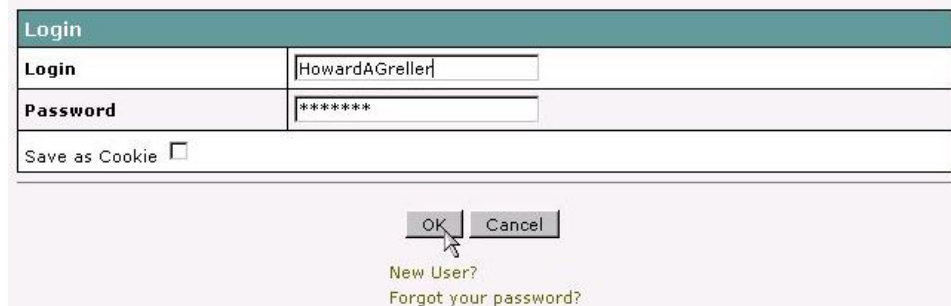 Login
Login HowardAGreller
Password *******
Save as Cookie
OK Cancel
New User?
Forgot your password?